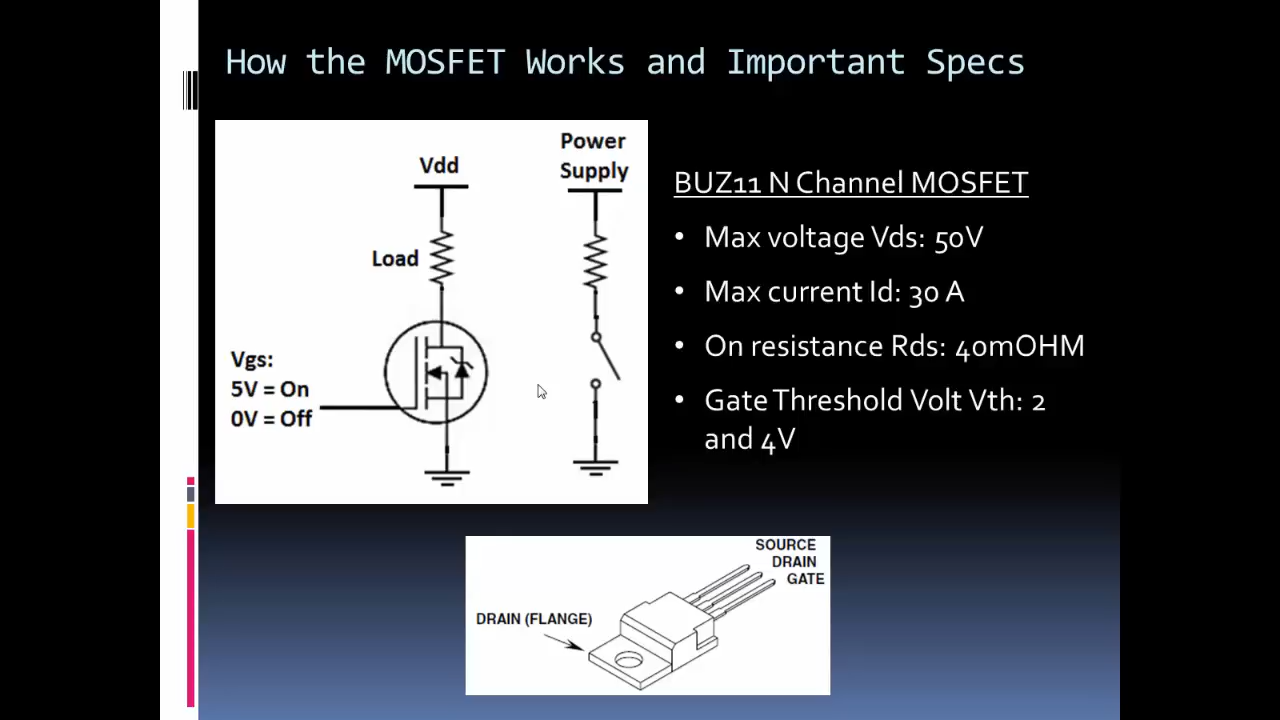 How the MOSFET Works and Important Specs
Vdd
Load
Vgs:
5V = On
0V = Off
Power
Supply
BUZ11 N Channel MOSFET
• Max voltage Vds: 50V
• Max current Id: 30 A
• On resistance Rds: 40mOHM
• Gate Threshold Volt Vth: 2
and 4V
SOURCE
DRAIN
GATE
DRAIN (FLANGE)